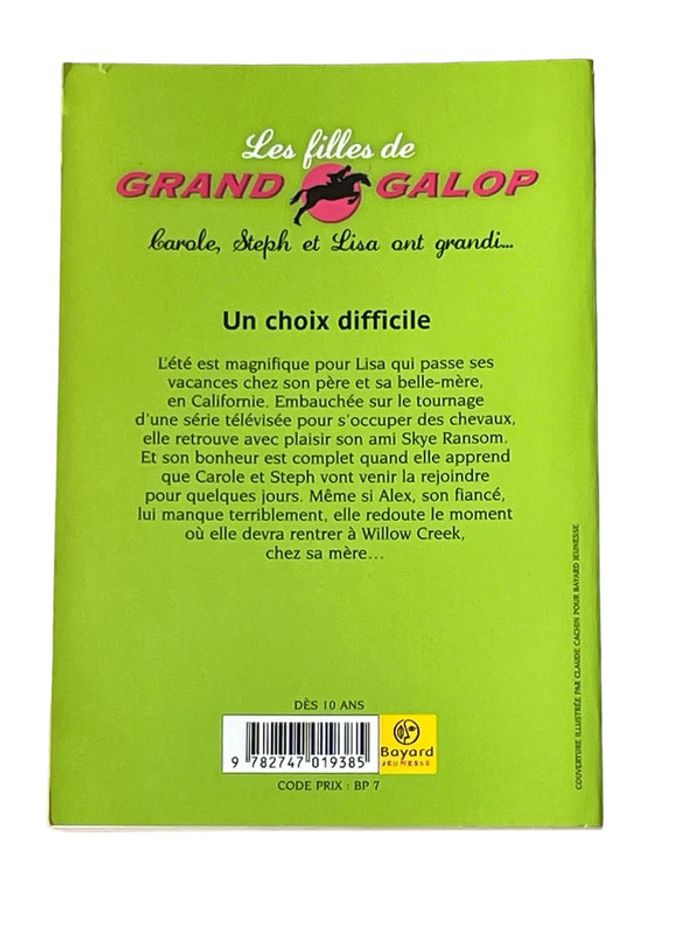 Les filles de
GRAND GALOP
Carole, Steph et Lisa ont grandi...
Un choix difficile
L'été est magnifique pour Lisa qui passe ses
vacances chez son père et sa belle-mère,
en Californie. Embauchée sur le tournage
d'une série télévisée pour s'occuper des chevaux,
elle retrouve avec plaisir son ami Skye Ransom.
Et son bonheur est complet quand elle apprend
que Carole et Steph vont venir la rejoindre
pour quelques jours. Même si Alex, son fiancé,
lui manque terriblement, elle redoute le moment
où elle devra rentrer à Willow Creek,
chez sa mère...
DÈS 10 ANS
9 782747 019385
Bayard
JEUNESSE
CODE PRIX : BP 7
COUVERTURE ILLUSTRÉE PAR CLAUDE CACHIN POUR BAYARD JEUNESSE